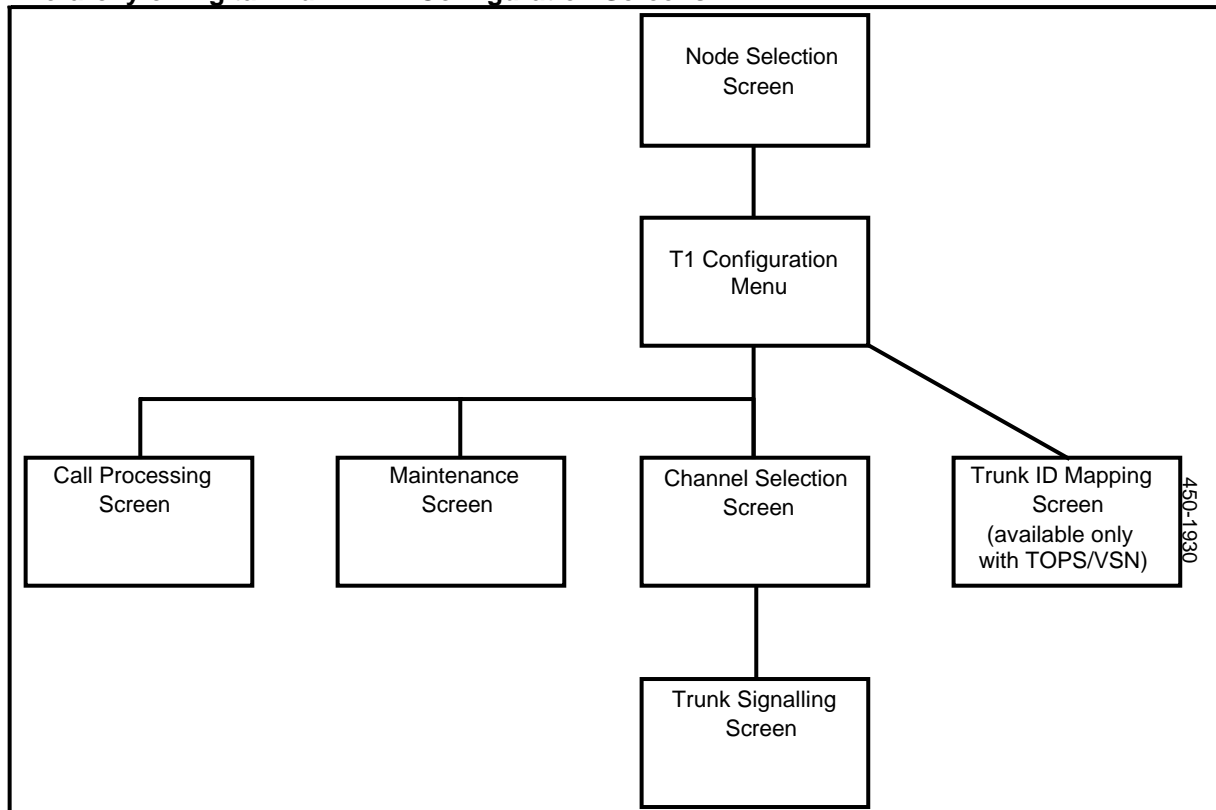 Node Selection
Screen
T1 Configuration
Menu
Call Processing
Screen
Maintenance
Screen
Channel Selection
Screen
Trunk ID Mapping
Screen
(available only
with TOPS/VSN)
450-1930
Trunk Signalling
Screen